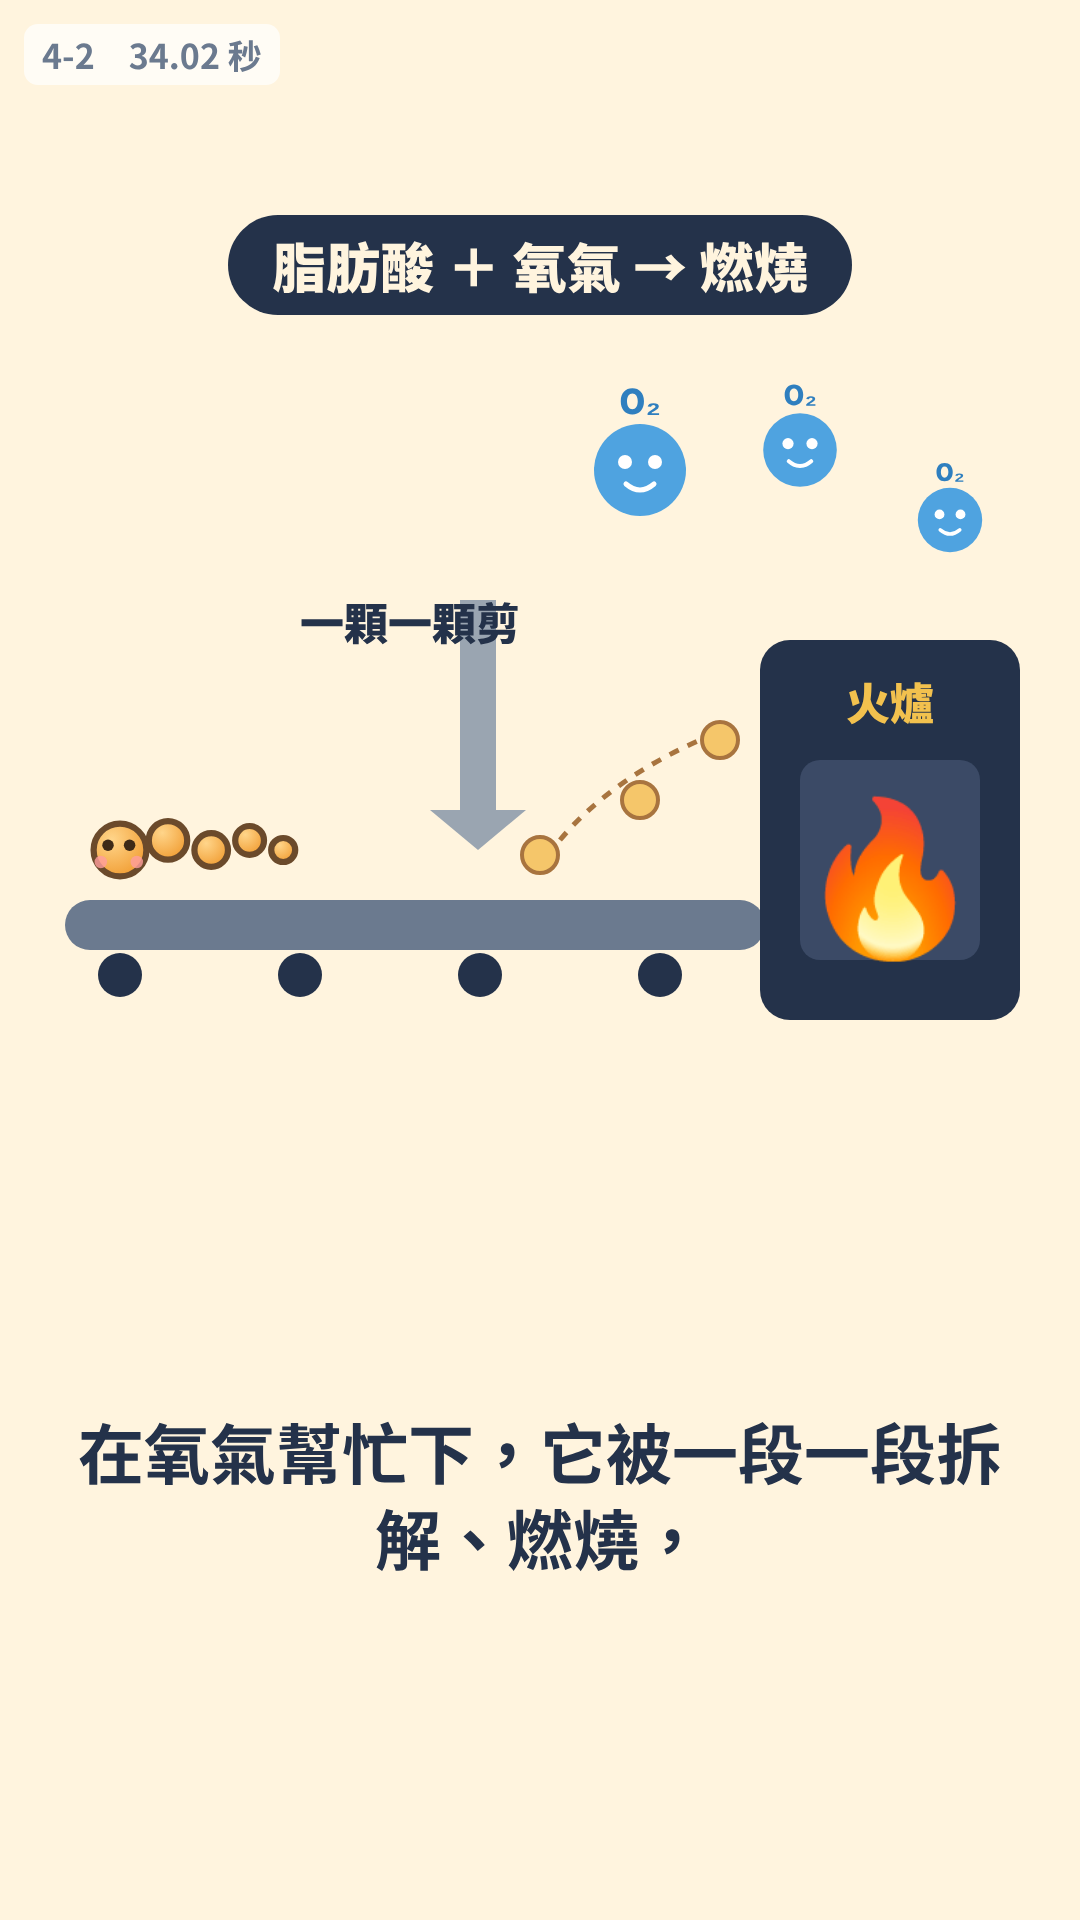 4-2 34.02 秒
脂肪酸 + 氧氣 → 燃燒
O₂
O₂
O₂
一顆一顆剪
火爐
在氧氣幫忙下，它被一段一段拆
解、燃燒，